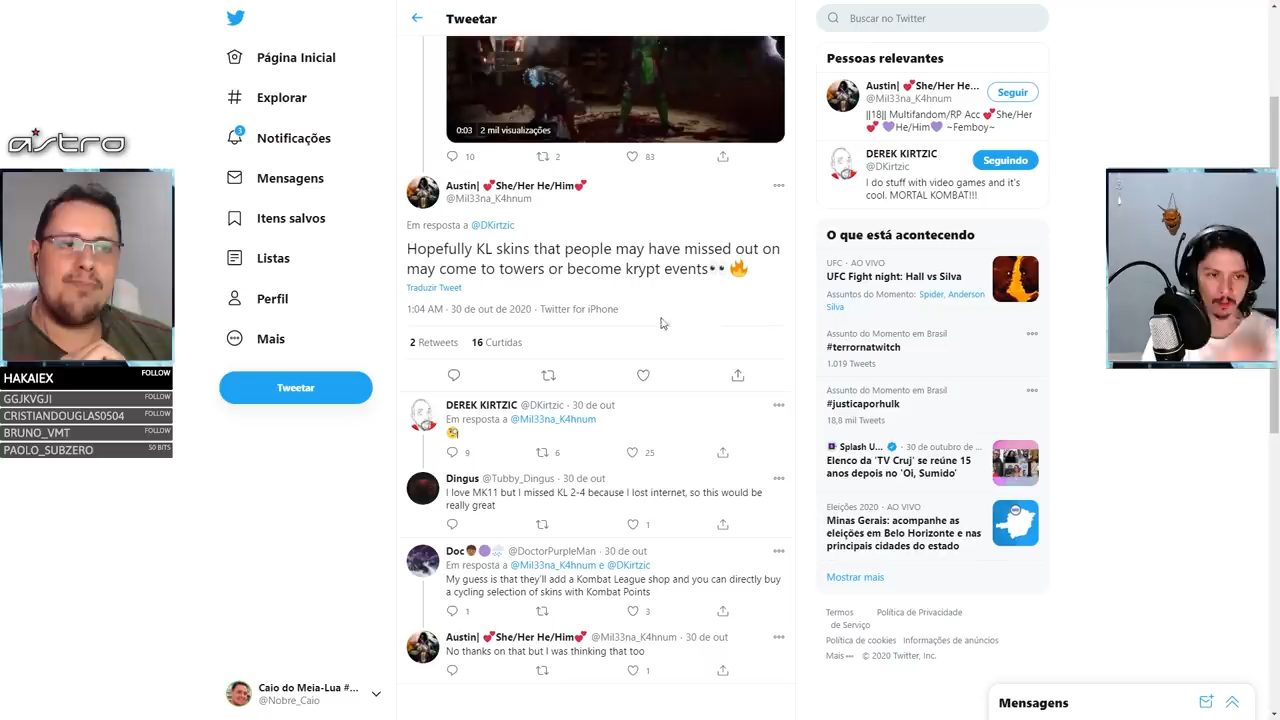 astro
HAKAIEX FOLLOW
GGJKVGJI FOLLOW
CRISTIANDOUGLAS0504 FOLLOW
BRUNO_VMT FOLLOW
PAOLO_SUBZERO 50 BITS
Página Inicial
Explorar
3
Notificações
Mensagens
Itens salvos
Listas
Perfil
Mais
Tweetar
Caio do Meia-Lua #...
@Nobre_Caio
Tweetar
0:03 2 mil visualizações
10 2 83
Austin| 💕She/Her He/Him💕
@Mil33na_K4hnum
Em resposta a @DKirtzic
Hopefully KL skins that people may have missed out on
may come to towers or become krypt events👀🔥
Traduzir Tweet
1:04 AM · 30 de out de 2020 · Twitter for iPhone
2 Retweets 16 Curtidas
DEREK KIRTZIC @DKirtzic · 30 de out
Em resposta a @Mil33na_K4hnum
🧐
9 6 25
Dingus @Tubby_Dingus · 30 de out
I love MK11 but I missed KL 2-4 because I lost internet, so this would be
really great
1
Doc @DoctorPurpleMan · 30 de out
Em resposta a @Mil33na_K4hnum e @DKirtzic
My guess is that they'll add a Kombat League shop and you can directly buy
a cycling selection of skins with Kombat Points
1 3
Austin| 💕She/Her He/Him💕 @Mil33na_K4hnum · 30 de out
No thanks on that but I was thinking that too
1
Buscar no Twitter
Pessoas relevantes
Austin| 💕She/Her He... Seguir
@Mil33na_K4hnum
||18|| Multifandom/RP Acc 💕She/Her
💕 💜He/Him💜 ~Femboy~
DEREK KIRTZIC Seguindo
@DKirtzic
I do stuff with video games and it's
cool. MORTAL KOMBAT!!!
O que está acontecendo
UFC · AO VIVO
UFC Fight night: Hall vs Silva
Assuntos do Momento: Spider, Anderson
Silva
Assunto do Momento em Brasil
#terrornatwitch
1.019 Tweets
Assunto do Momento em Brasil
#justicaporhulk
18,8 mil Tweets
Splash U... · 30 de outubro de ...
Elenco da 'TV Cruj' se reúne 15
anos depois no 'Oi, Sumido'
Eleições 2020 · AO VIVO
Minas Gerais: acompanhe as
eleições em Belo Horizonte e nas
principais cidades do estado
Mostrar mais
Termos de Serviço Política de Privacidade
Política de cookies Informações de anúncios
Mais ••• © 2020 Twitter, Inc.
Mensagens